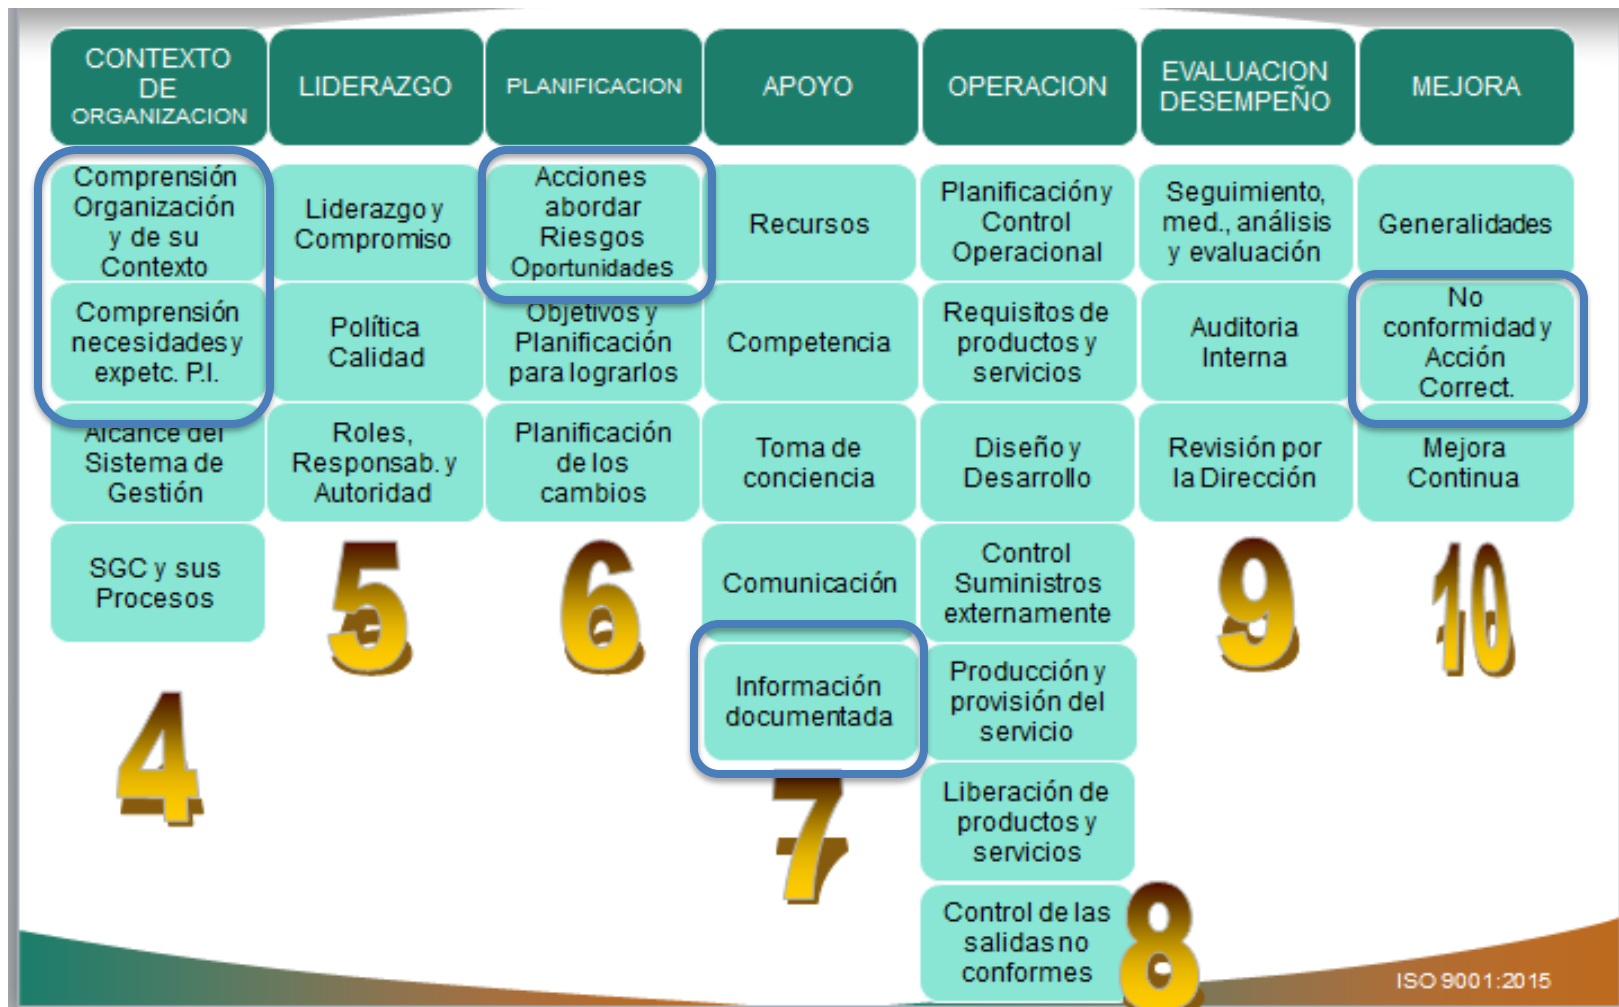 CONTEXTO
DE
ORGANIZACION
LIDERAZGO
PLANIFICACION
APOYO
OPERACION
EVALUACION
DESEMPEÑO
MEJORA
Comprensión
Organización
y de su
Contexto
Comprensión
necesidades y
expetc. P.I.
Alcance del
Sistema de
Gestión
SGC y sus
Procesos
4
Liderazgo y
Compromiso
Política
Calidad
Roles,
Responsab. y
Autoridad
5
Acciones
abordar
Riesgos
Oportunidades
Objetivos y
Planificación
para lograrlos
Planificación
de los
cambios
6
Recursos
Competencia
Toma de
conciencia
Comunicación
Información
documentada
7
Planificación y
Control
Operacional
Requisitos de
productos y
servicios
Diseño y
Desarrollo
Control
Suministros
externamente
Producción y
provisión del
servicio
Liberación de
productos y
servicios
Control de las
salidas no
conformes
8
Seguimiento,
med., análisis
y evaluación
Auditoria
Interna
Revisión por
la Dirección
9
Generalidades
No
conformidad y
Acción
Correct.
Mejora
Continua
10
ISO 9001:2015